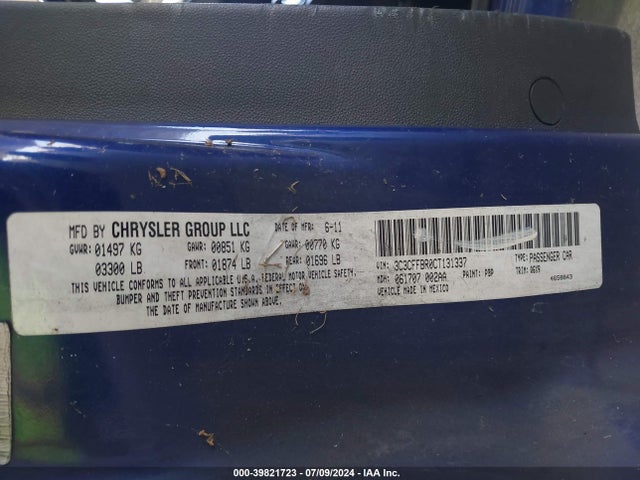 MFD BY CHRYSLER GROUP LLC DATE OF MFR: 6-11
GVWR: 01497 KG GAWR: 00851 KG GAWR: 00770 KG
03300 LB FRONT: 01874 LB REAR: 01696 LB
THIS VEHICLE CONFORMS TO ALL APPLICABLE U.S.A. FEDERAL MOTOR VEHICLE SAFETY,
BUMPER AND THEFT PREVENTION STANDARDS IN EFFECT ON
THE DATE OF MANUFACTURE SHOWN ABOVE.
VIN: 3C3CFFBR0CT131337 TYPE: PASSENGER CAR
MDH: 061707 002AA PAINT: PBP TRIM: D6X9
VEHICLE MADE IN MEXICO 4658643
000-39821723 - 07/09/2024 - IAA Inc.